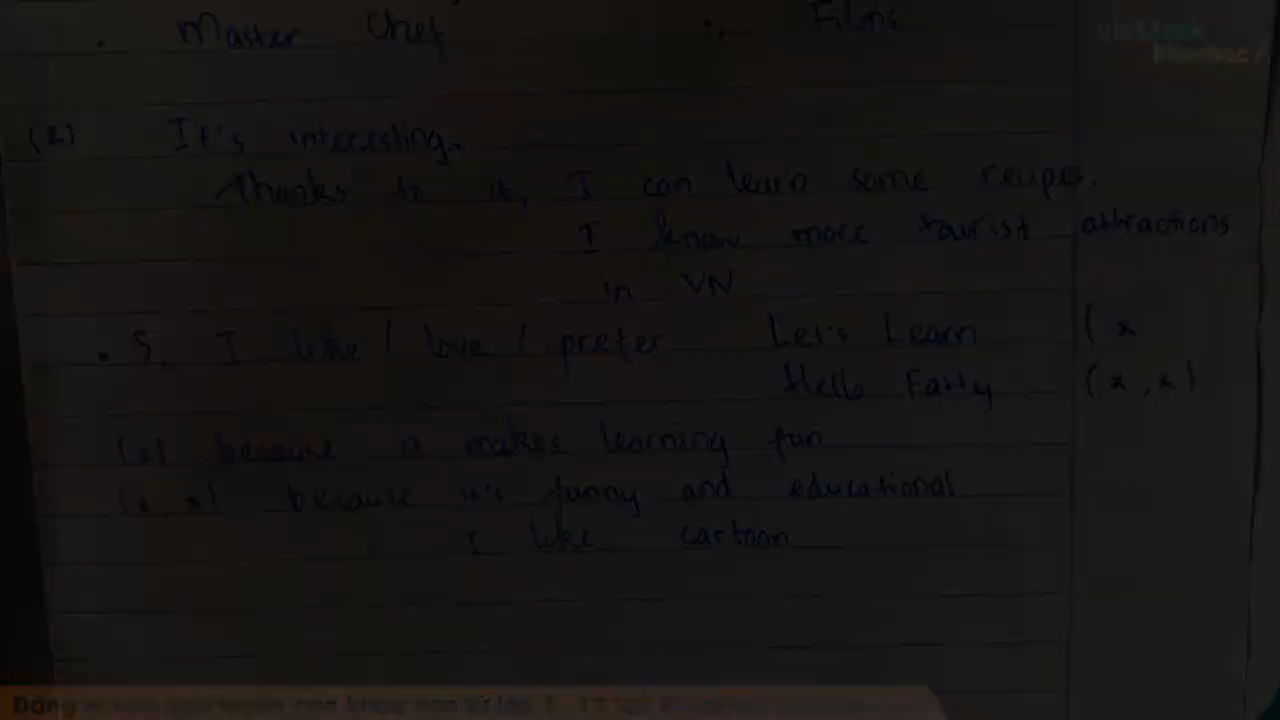 . Master Chef . Films
(2) It's interesting.
Thanks to it, I can learn some recipes.
I know more tourist attractions
in VN
. 5. I like / love / prefer Let's Learn ( x
Hello Fatty (x, x)
(x) because it makes learning fun
(x, x) because it's funny and educational
I like cartoon